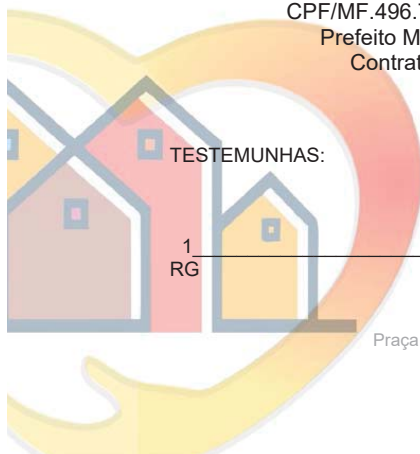 CPF/MF.496.
Prefeito M
Contrat
TESTEMUNHAS:
1
RG
Praça